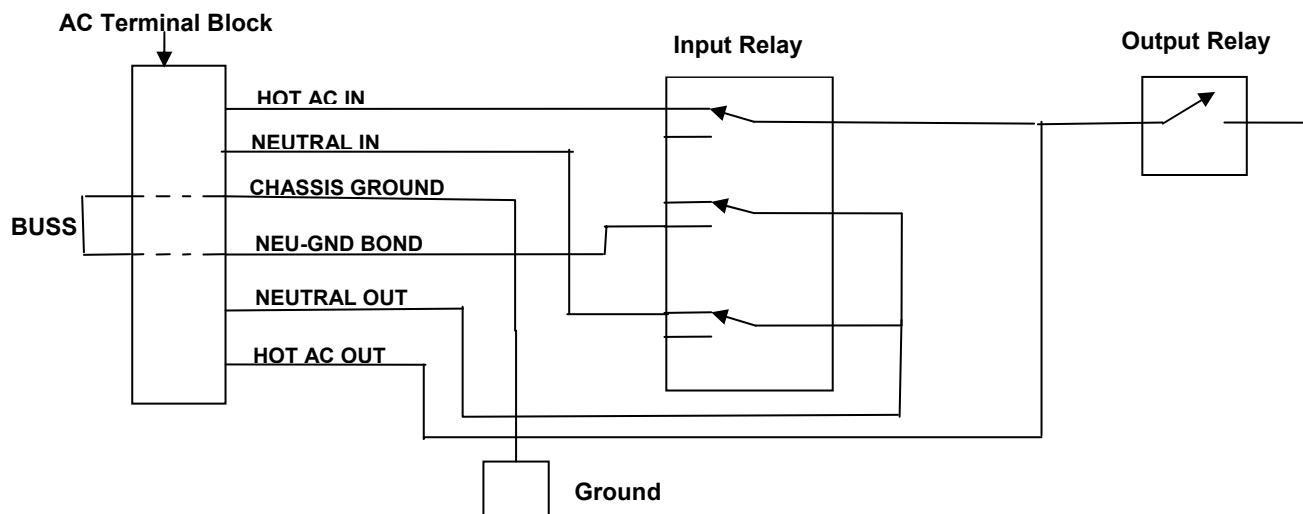 AC Terminal Block
Input Relay
Output Relay
HOT AC IN
NEUTRAL IN
CHASSIS GROUND
BUSS
NEU-GND BOND
NEUTRAL OUT
HOT AC OUT
Ground